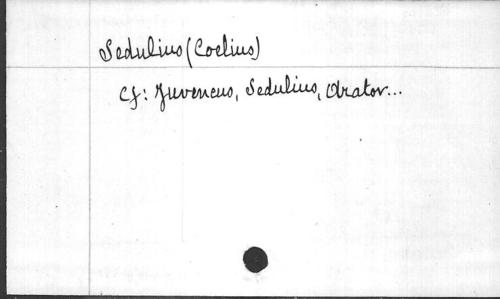 Sedulius (Coelius)
Cf: Juvencus, Sedulius, Arator...